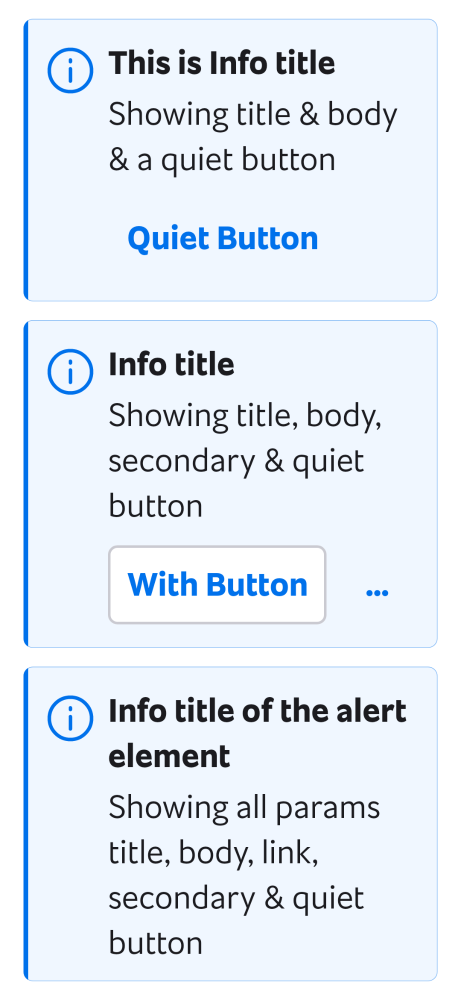 This is Info title
Showing title & body
& a quiet button
Quiet Button
Info title
Showing title, body,
secondary & quiet
button
With Button
...
Info title of the alert
element
Showing all params
title, body, link,
secondary & quiet
button